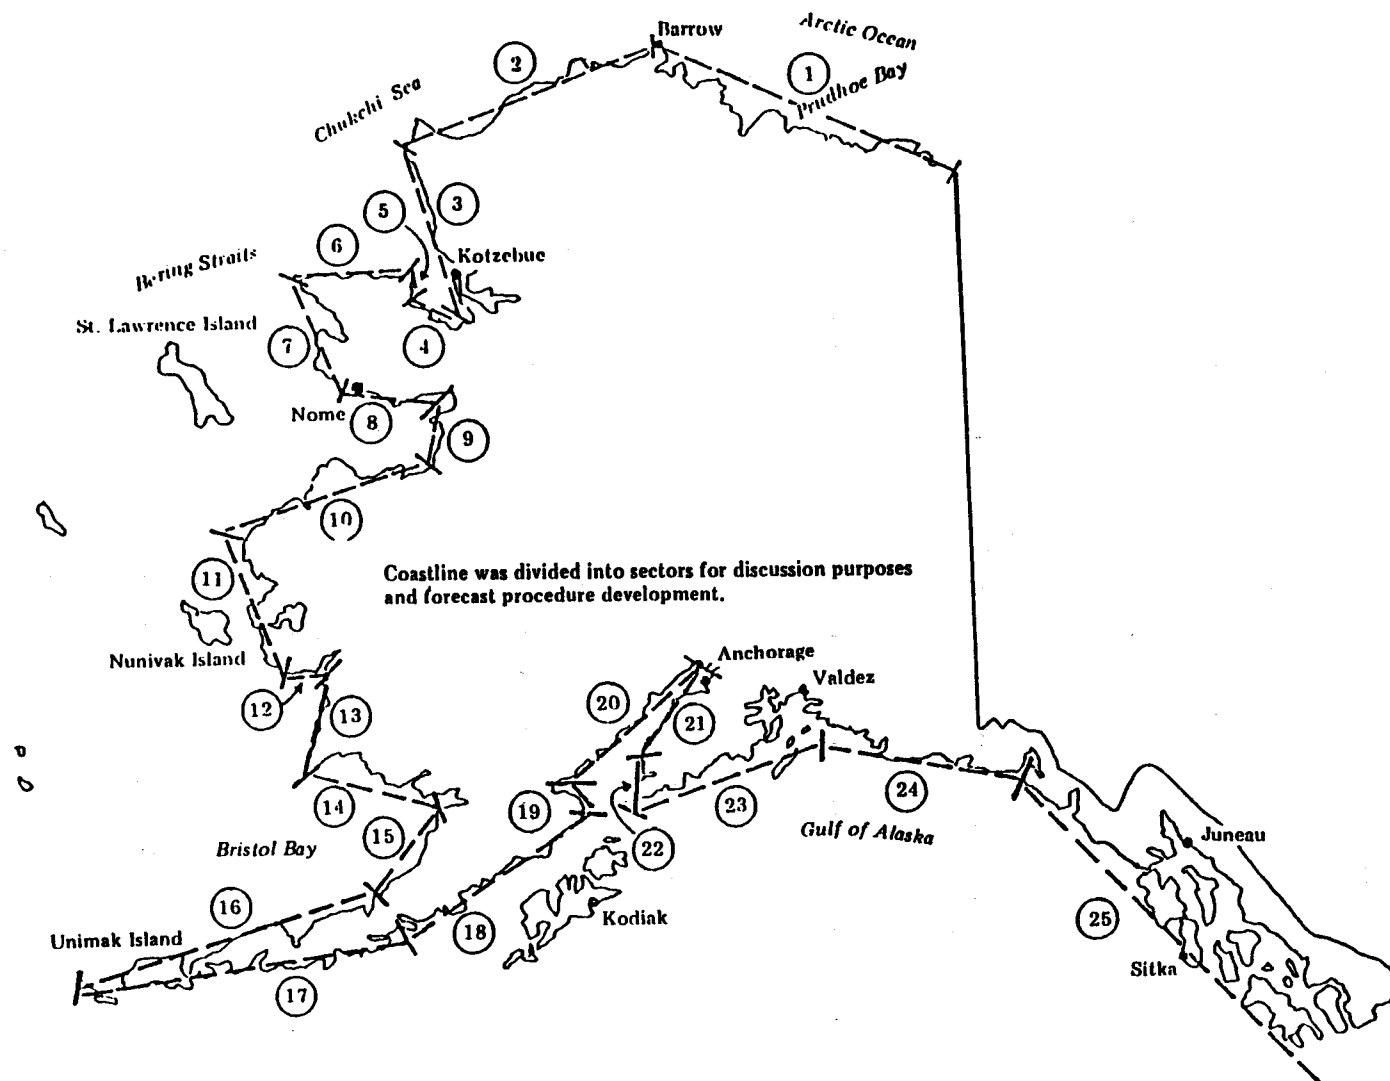 Barrow
Arctic Ocean
2
1
Prudhoe Bay
Chukchi Sea
5
3
6
Kotzebue
Bering Straits
St. Lawrence Island
7
4
Nome
8
9
10
11
Coastline was divided into sectors for discussion purposes
and forecast procedure development.
Nunivak Island
12
13
Anchorage
Valdez
20
21
14
15
19
22
23
24
Gulf of Alaska
Juneau
Bristol Bay
16
18
Kodiak
25
Unimak Island
17
Sitka